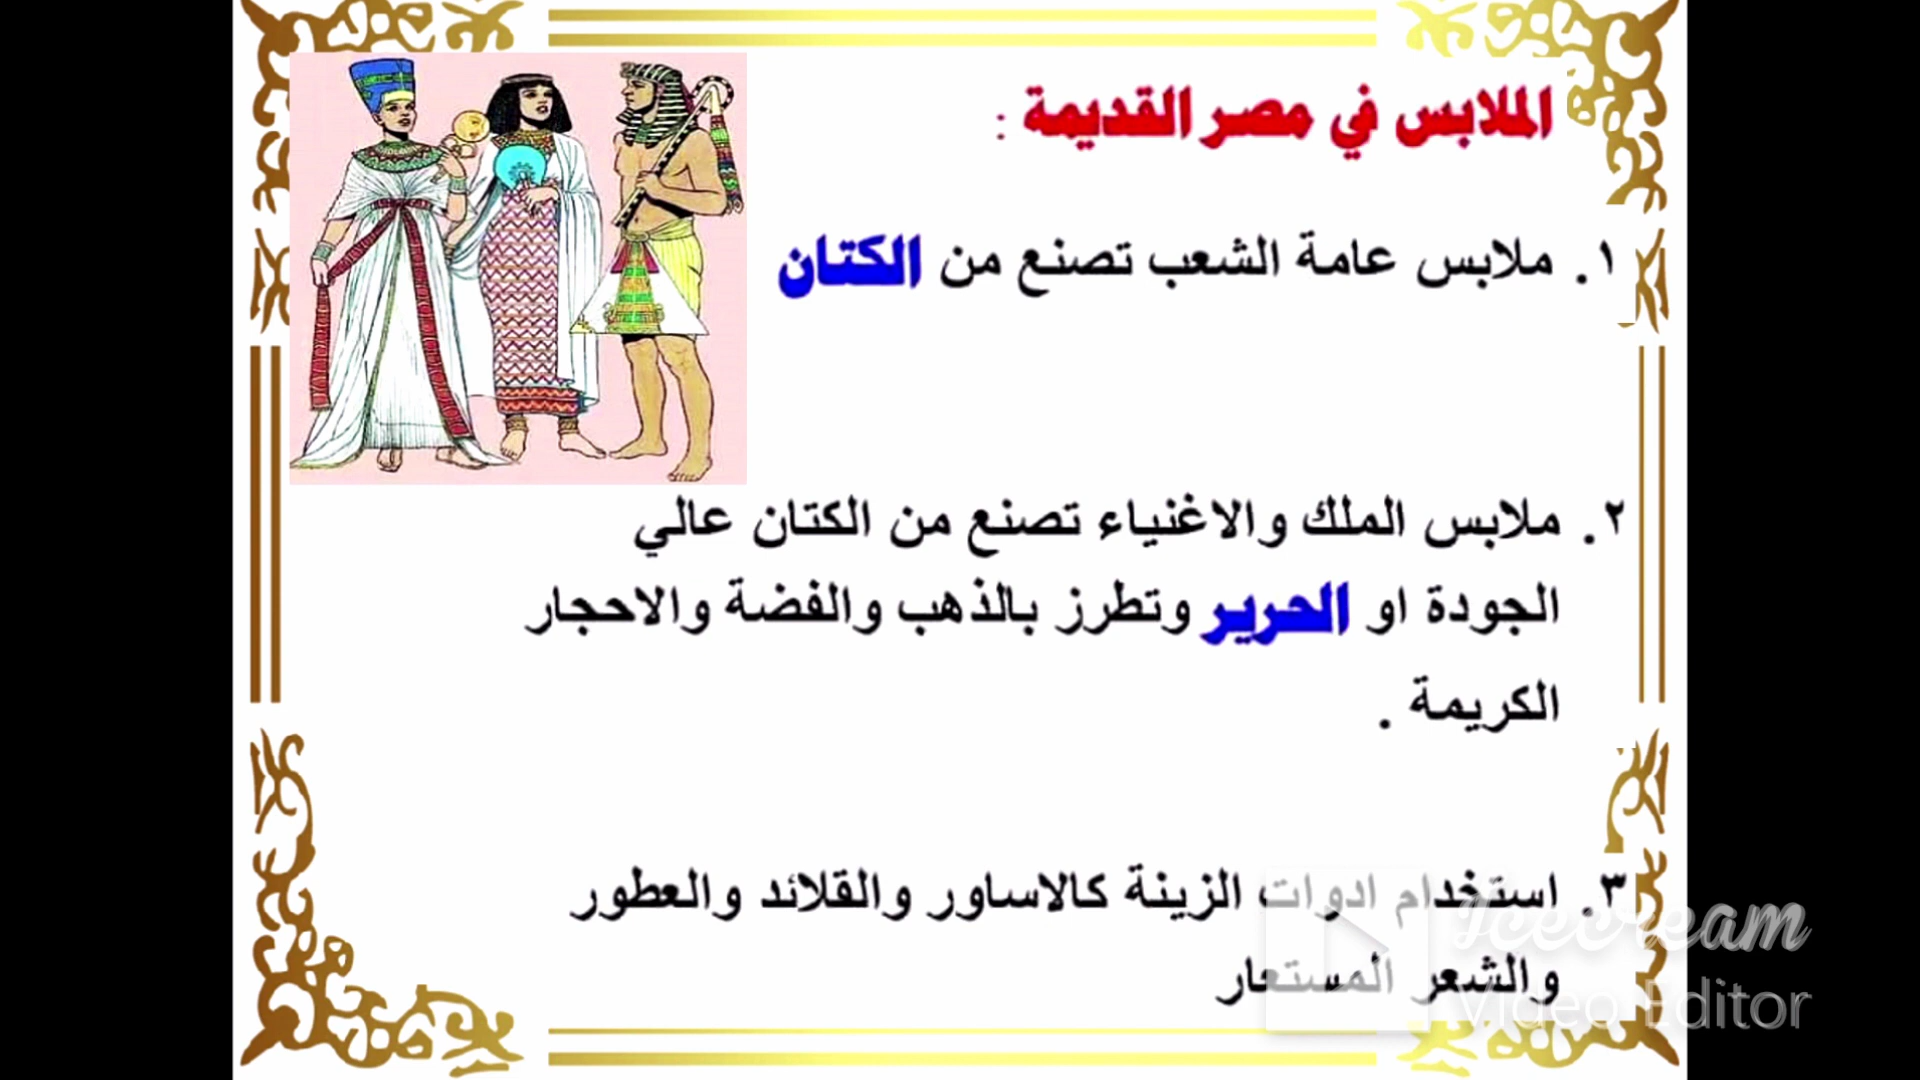 الملابس في مصر القديمة :
١. ملابس عامة الشعب تصنع من الكتان
٢. ملابس الملك والاغنياء تصنع من الكتان عالي
الجودة او الحرير وتطرز بالذهب والفضة والاحجار
الكريمة .
٣. استخدام ادوات الزينة كالاساور والقلائد والعطور
والشعر المستعار
Icecream
Video Editor